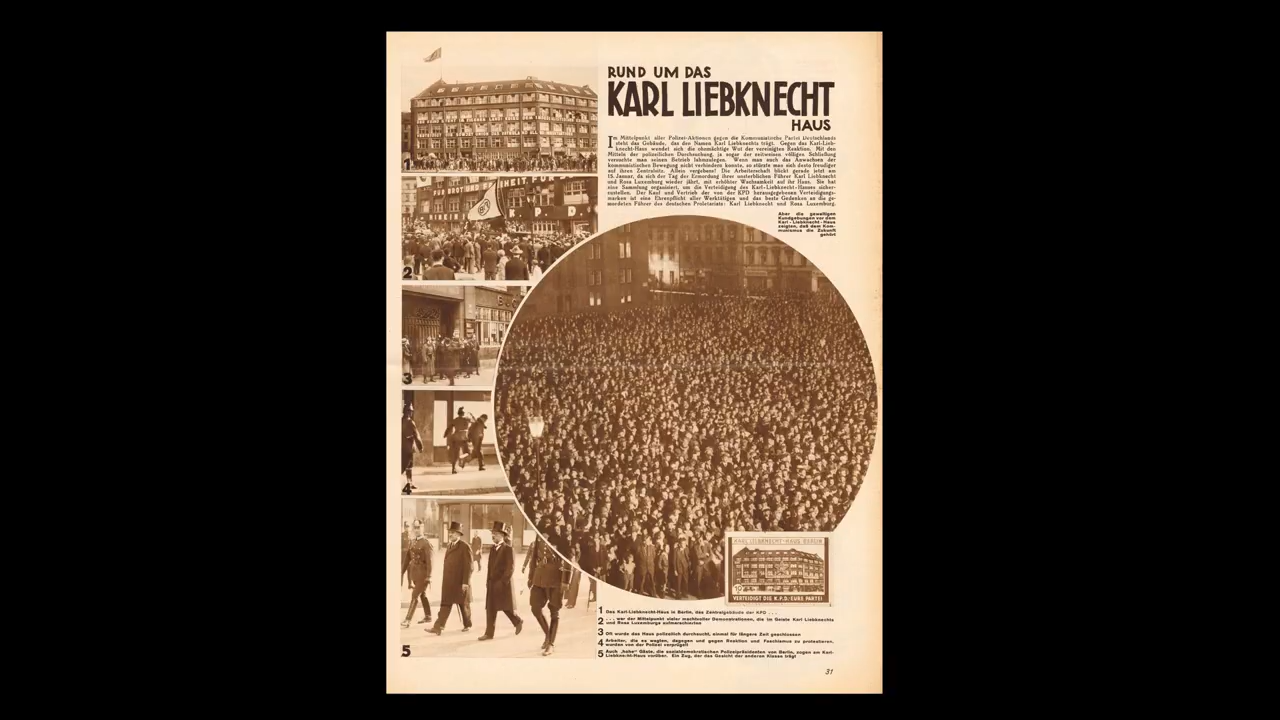 RUND UM DAS
KARL LIEBKNECHT
HAUS
Im Mittelpunkt aller Polizei-Aktionen gegen die Kommunistische Partei Deutschlands
steht das Gebäude, das den Namen Karl Liebknechts trägt. Gegen das Karl-Lieb-
knecht-Haus wendet sich die ohnmächtige Wut der vereinigten Reaktion. Mit den
Mitteln der polizeilichen Durchsuchung, ja sogar der zeitweisen völligen Schließung
versuchte man seinen Betrieb lahmzulegen. Wenn man auch das Anwachsen der
kommunistischen Bewegung nicht verhindern konnte, so stürzte man sich desto freudiger
auf ihren Zentralsitz. Allein vergebens! Die Arbeiterschaft blickt gerade jetzt am
15. Januar, da sich der Tag der Ermordung ihrer unsterblichen Führer Karl Liebknecht
und Rosa Luxemburg wieder jährt, mit erhöhter Wachsamkeit auf ihr Haus. Sie hat
eine Sammlung organisiert, um die Verteidigung des Karl-Liebknecht-Hauses sicher-
zustellen. Der Kauf und Vertrieb der von der KPD herausgegebenen Verteidigungs-
marken ist eine Ehrenpflicht aller Werktätigen und das beste Gedenken an die ge-
mordeten Führer des deutschen Proletariats: Karl Liebknecht und Rosa Luxemburg.
Aber die gewaltigen
Kundgebungen vor dem
Karl-Liebknecht-Haus
zeigten, daß dem Kom-
munismus die Zukunft
gehört
1
2
K P D
3
4
5
KARL LIEBKNECHT-HAUS BERLIN
VERTEIDIGT DIE K.P.D. EURE PARTEI
1 Das Karl-Liebknecht-Haus in Berlin, das Zentralgebäude der KPD . . .
2 . . . war der Mittelpunkt vieler machtvoller Demonstrationen, die im Geiste Karl Liebknechts
und Rosa Luxemburgs aufmarschierten
3 Oft wurde das Haus polizeilich durchsucht, einmal für längere Zeit geschlossen
4 Arbeiter, die es wagten, dagegen und gegen Reaktion und Faschismus zu protestieren,
wurden von der Polizei verprügelt
5 Auch „hohe" Gäste, die sozialdemokratischen Polizeipräsidenten von Berlin, zogen am Karl-
Liebknecht-Haus vorüber. Ein Zug, der das Gesicht der anderen Klasse trägt
31